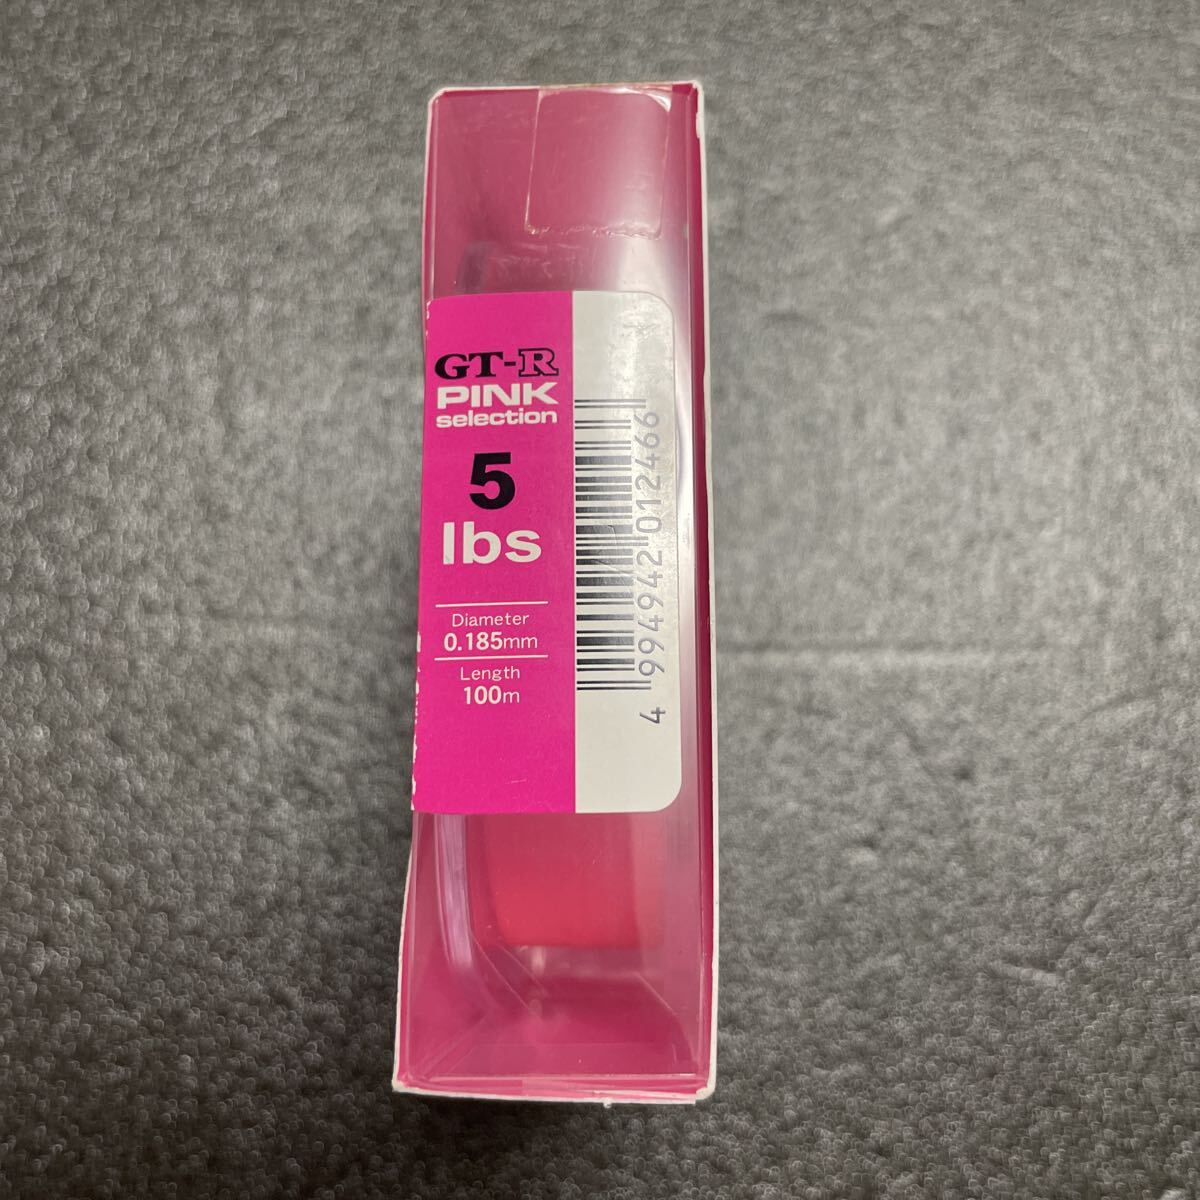 GT-R
PINK
selection
5
lbs
Diameter
0.185mm
Length
100m
4 994942 012466